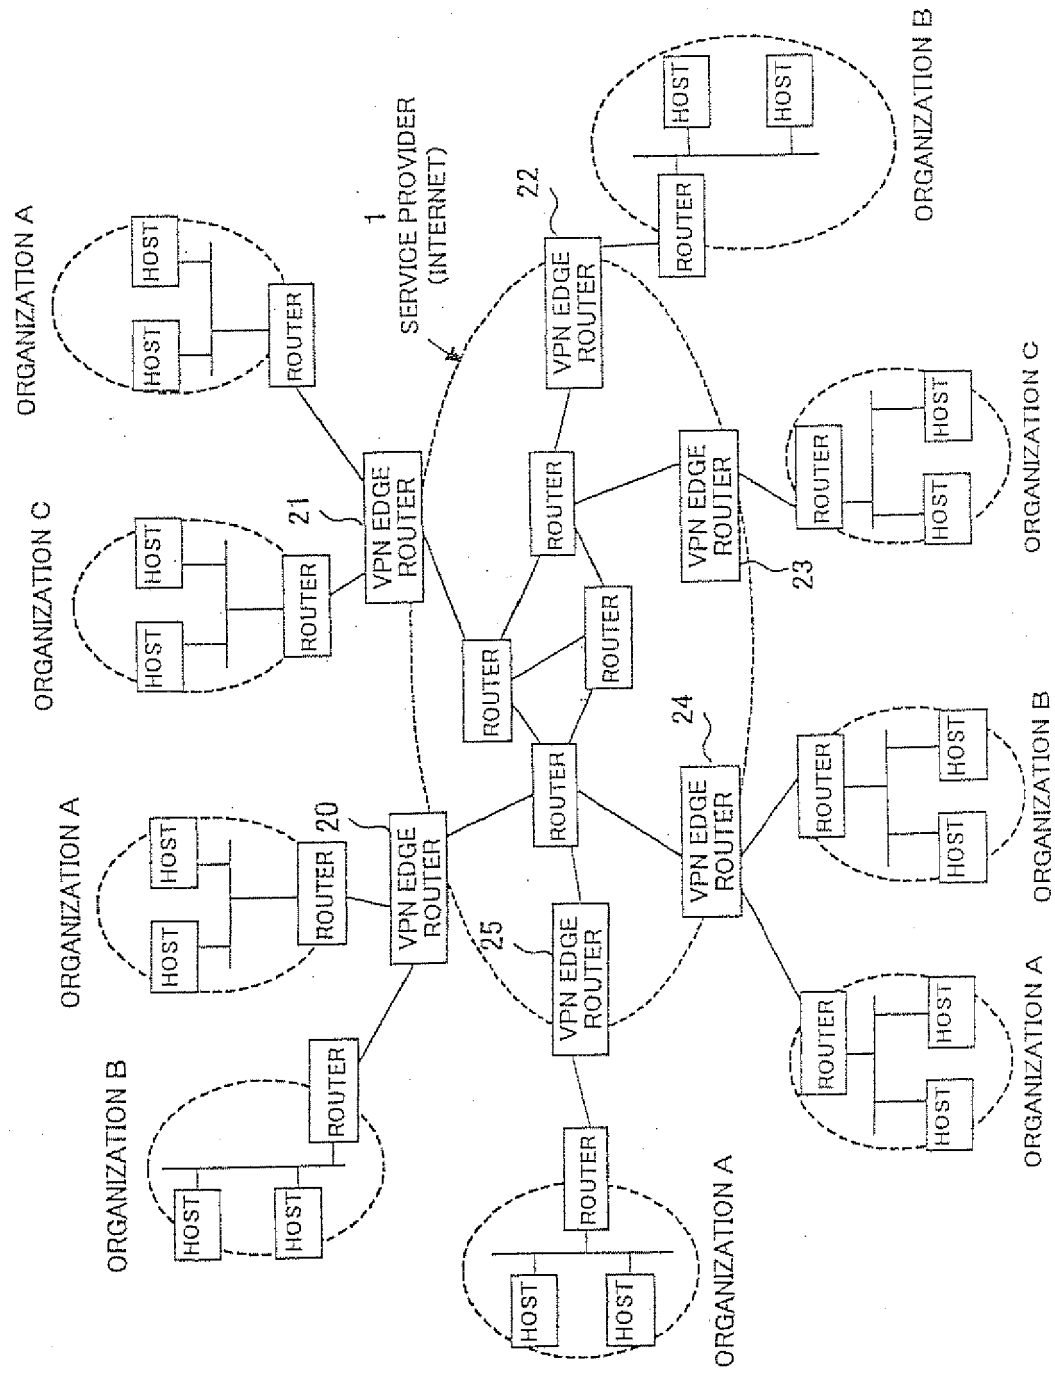 ORGANIZATION B
HOST
HOST
ROUTER
ORGANIZATION A
HOST
HOST
ROUTER
ORGANIZATION C
HOST
HOST
ROUTER
ORGANIZATION A
HOST
HOST
ROUTER
20
VPN EDGE
ROUTER
21
VPN EDGE
ROUTER
1
SERVICE PROVIDER
(INTERNET)
HOST
HOST
ROUTER
ORGANIZATION A
25
VPN EDGE
ROUTER
ROUTER
ROUTER
ROUTER
ROUTER
22
VPN EDGE
ROUTER
ROUTER
HOST
HOST
ORGANIZATION B
24
VPN EDGE
ROUTER
VPN EDGE
ROUTER
23
ROUTER
HOST
HOST
ORGANIZATION A
ROUTER
HOST
HOST
ORGANIZATION B
ROUTER
HOST
HOST
ORGANIZATION C